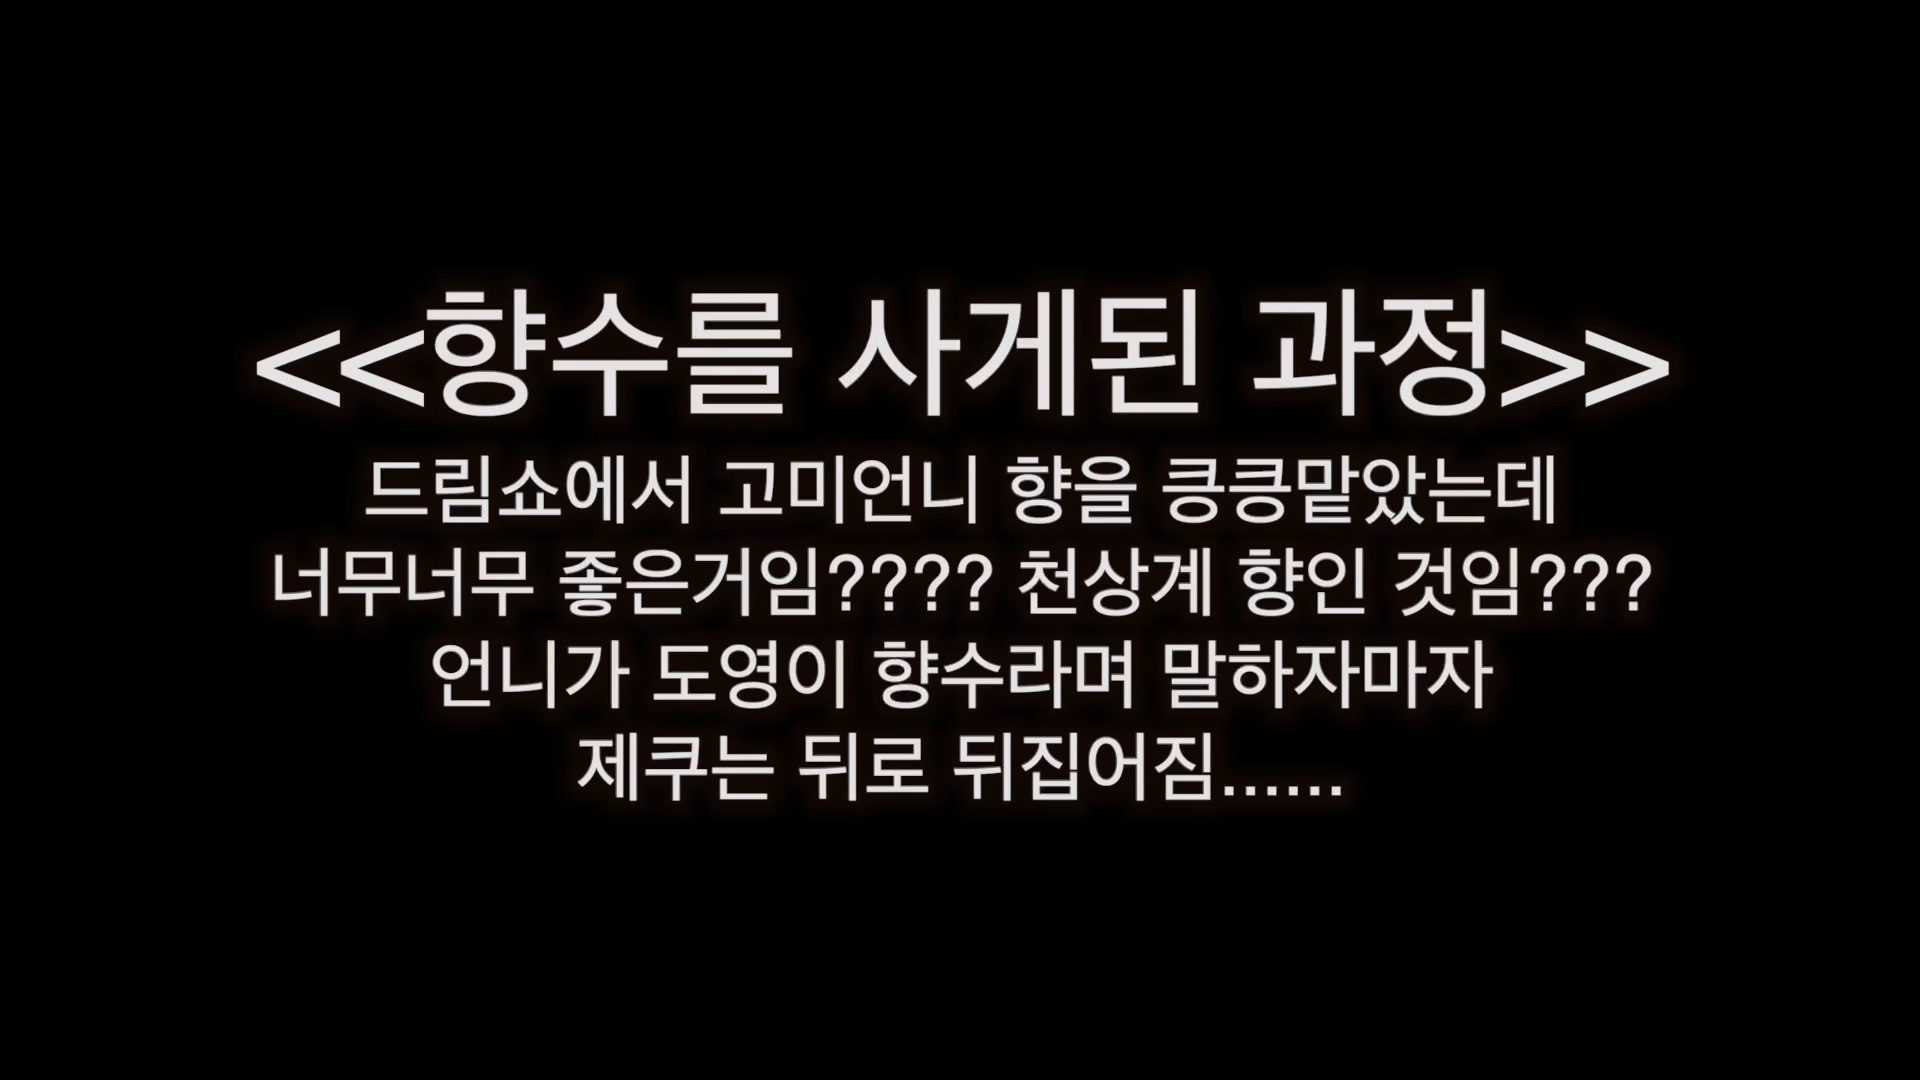 <<향수를 사게된 과정>>
드림쇼에서 고미언니 향을 킁킁맡았는데
너무너무 좋은거임???? 천상계 향인 것임???
언니가 도영이 향수라며 말하자마자
제쿠는 뒤로 뒤집어짐......